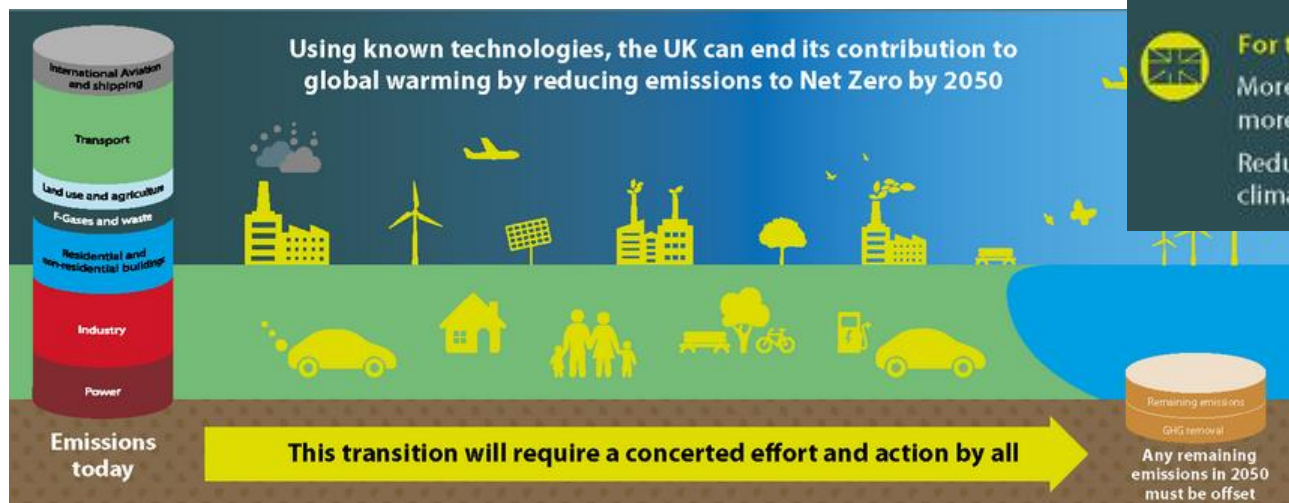 Using known technologies, the UK can end its contribution to
global warming by reducing emissions to Net Zero by 2050
International Aviation
and shipping
Transport
Land use and agriculture
F-Gases and waste
Residential and
non-residential buildings
Industry
Power
Emissions
today
This transition will require a concerted effort and action by all
Remaining emissions
GHG removal
Any remaining
emissions in 2050
must be offset
For
More
more